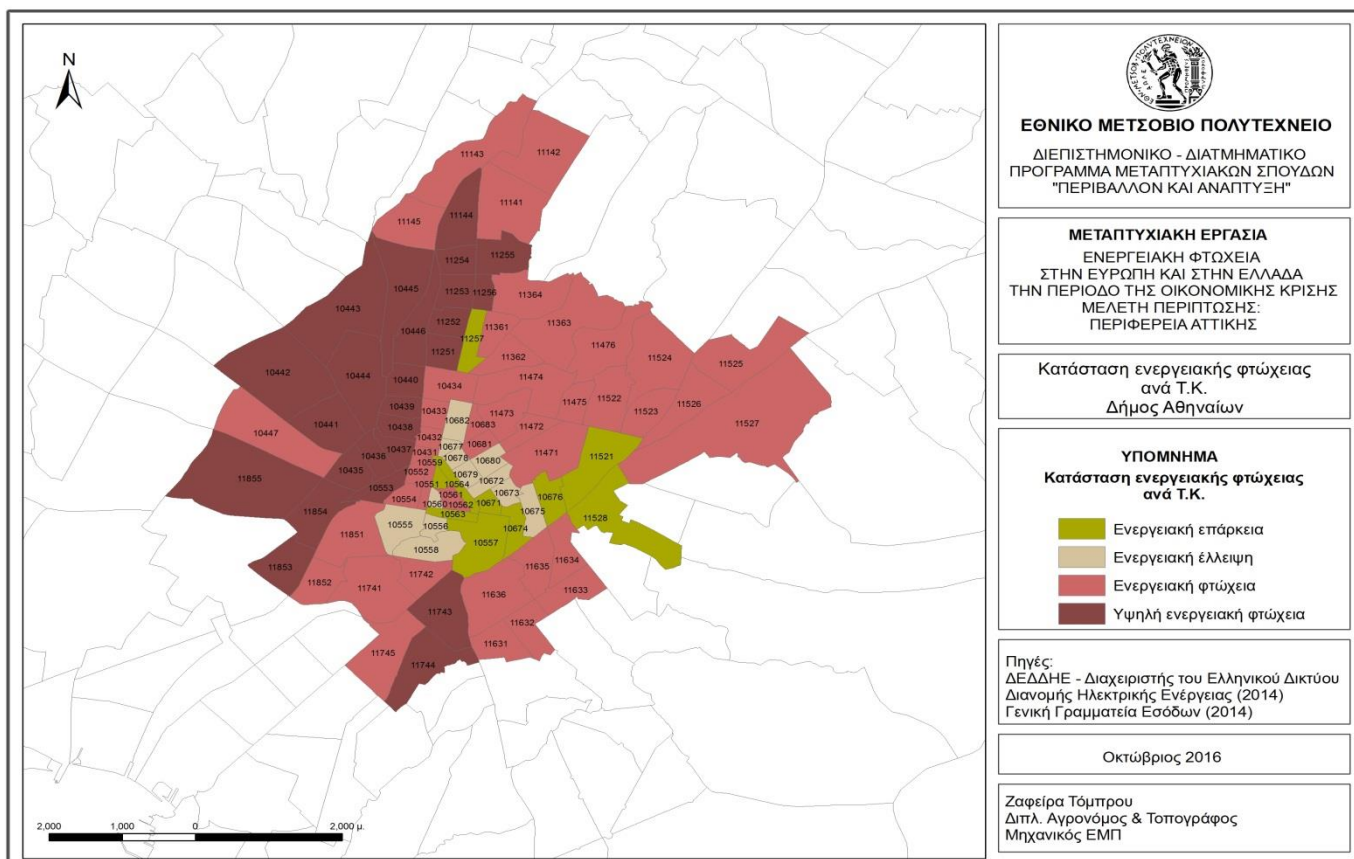 N
11143
11142
11141
11144
11145
11255
11254
10445
11253
11256
10443
11364
10446
11252
11361
11363
11257
11251
11476
11362
11524
11525
10442
10444
10440
10434
11474
11475
11522
11523
11526
10439
10433
10682
10683
11473
11527
10447
10441
10438
11472
10432
10437
10677
10681
10431
11471
10436
10678
10680
11521
10435
10559
10552
10679
11855
10672
10553
10551
10564
10673
10676
10554
10561
10560
10562
10671
10675
11854
10563
11528
10555
10556
10674
11851
10557
10558
11634
11635
11853
11852
11742
11741
11636
11633
11743
11632
11631
11745
11744
2,000
1,000
0
2,000 μ.
ΕΘΝ·ΜΕΤΣΟΒ·ΠΟΛΥΤΕΧΝΕΙΟΝ
ΠΡΟΜΗΘΕΥΣ
ΕΘΝΙΚΟ ΜΕΤΣΟΒΙΟ ΠΟΛΥΤΕΧΝΕΙΟ
ΔΙΕΠΙΣΤΗΜΟΝΙΚΟ - ΔΙΑΤΜΗΜΑΤΙΚΟ
ΠΡΟΓΡΑΜΜΑ ΜΕΤΑΠΤΥΧΙΑΚΩΝ ΣΠΟΥΔΩΝ
"ΠΕΡΙΒΑΛΛΟΝ ΚΑΙ ΑΝΑΠΤΥΞΗ"
ΜΕΤΑΠΤΥΧΙΑΚΗ ΕΡΓΑΣΙΑ
ΕΝΕΡΓΕΙΑΚΗ ΦΤΩΧΕΙΑ
ΣΤΗΝ ΕΥΡΩΠΗ ΚΑΙ ΣΤΗΝ ΕΛΛΑΔΑ
ΤΗΝ ΠΕΡΙΟΔΟ ΤΗΣ ΟΙΚΟΝΟΜΙΚΗΣ ΚΡΙΣΗΣ
ΜΕΛΕΤΗ ΠΕΡΙΠΤΩΣΗΣ:
ΠΕΡΙΦΕΡΕΙΑ ΑΤΤΙΚΗΣ
Κατάσταση ενεργειακής φτώχειας
ανά Τ.Κ.
Δήμος Αθηναίων
ΥΠΟΜΝΗΜΑ
Κατάσταση ενεργειακής φτώχειας
ανά Τ.Κ.
Ενεργειακή επάρκεια
Ενεργειακή έλλειψη
Ενεργειακή φτώχεια
Υψηλή ενεργειακή φτώχεια
Πηγές:
ΔΕΔΔΗΕ - Διαχειριστής του Ελληνικού Δικτύου
Διανομής Ηλεκτρικής Ενέργειας (2014)
Γενική Γραμματεία Εσόδων (2014)
Οκτώβριος 2016
Ζαφείρα Τόμπρου
Διπλ. Αγρονόμος & Τοπογράφος
Μηχανικός ΕΜΠ